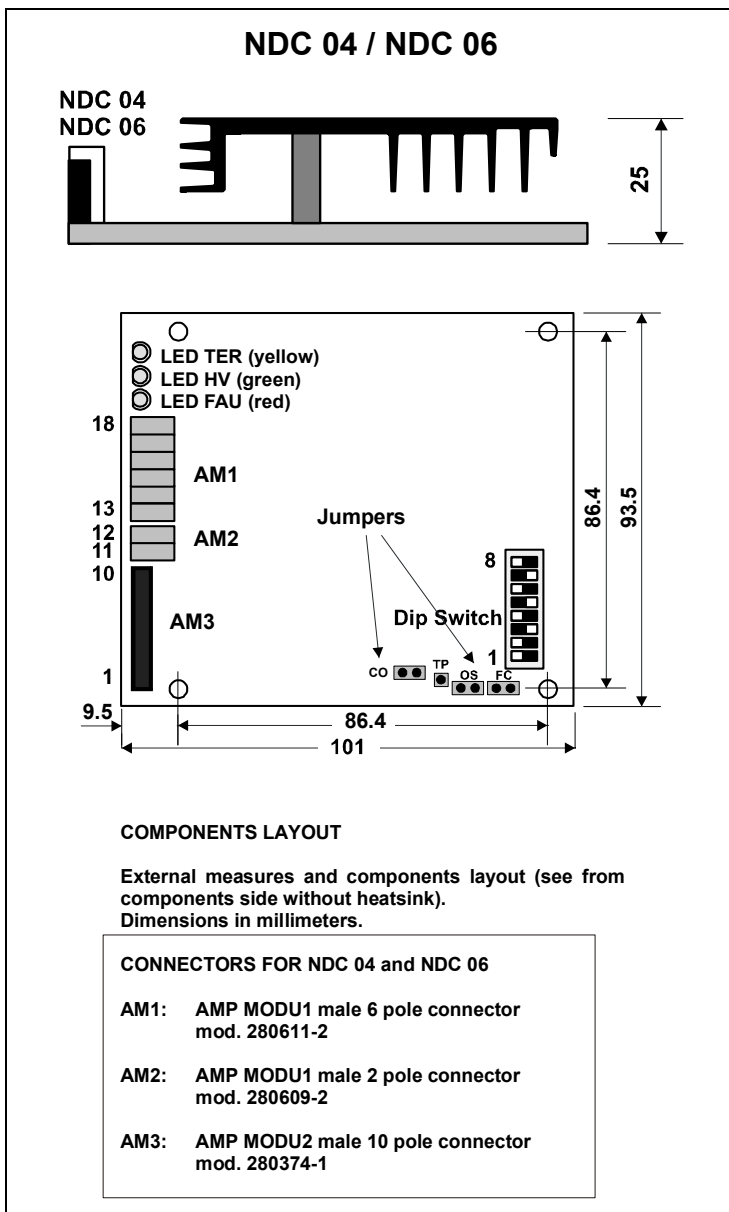 NDC 04 / NDC 06
NDC 04
NDC 06
25
LED TER (yellow)
LED HV (green)
LED FAU (red)
18
AM1
13
12
AM2
11
10
AM3
1
Jumpers
8
Dip Switch
1
CO
TP
OS
FC
86.4
93.5
9.5
86.4
101
COMPONENTS LAYOUT
External measures and components layout (see from
components side without heatsink).
Dimensions in millimeters.
CONNECTORS FOR NDC 04 and NDC 06
AM1: AMP MODU1 male 6 pole connector
mod. 280611-2
AM2: AMP MODU1 male 2 pole connector
mod. 280609-2
AM3: AMP MODU2 male 10 pole connector
mod. 280374-1